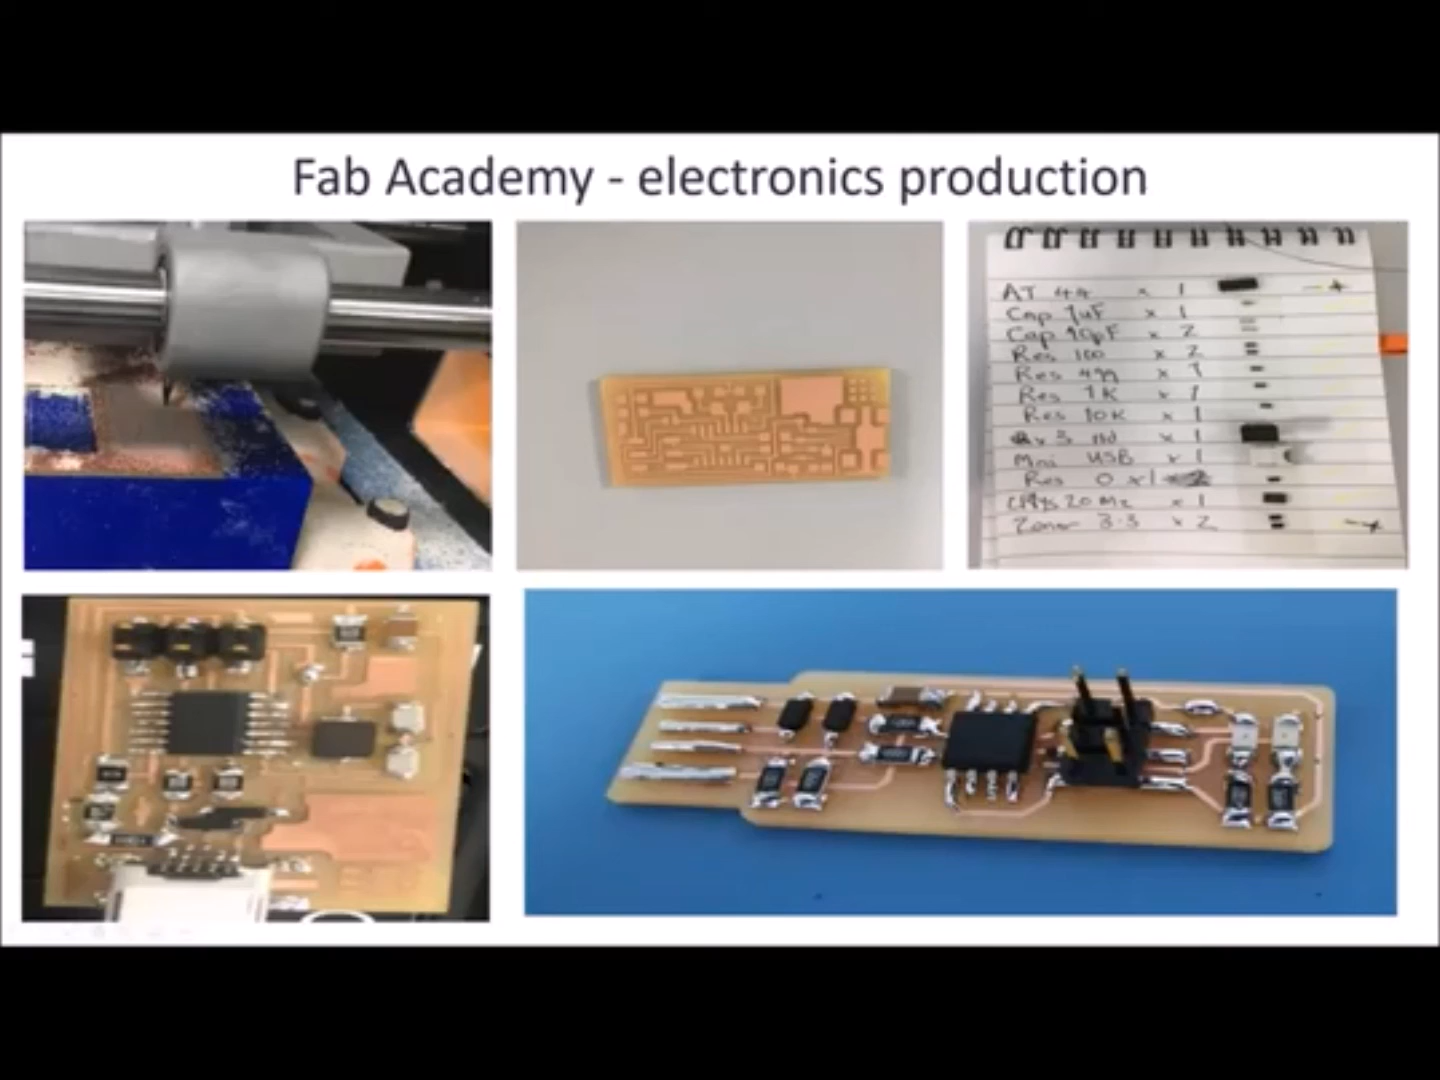 Fab Academy - electronics production
AT 44 x 1
Cap 1uF x 1
Cap 10pF x 2
Res 100 x 2
Res 499 x 1
Res 1K x 1
Res 10K x 1
x 3 x 1
Mni USB x 1
Res 0 x 1
20 Mz x 1
Zenor 3.3 x 2